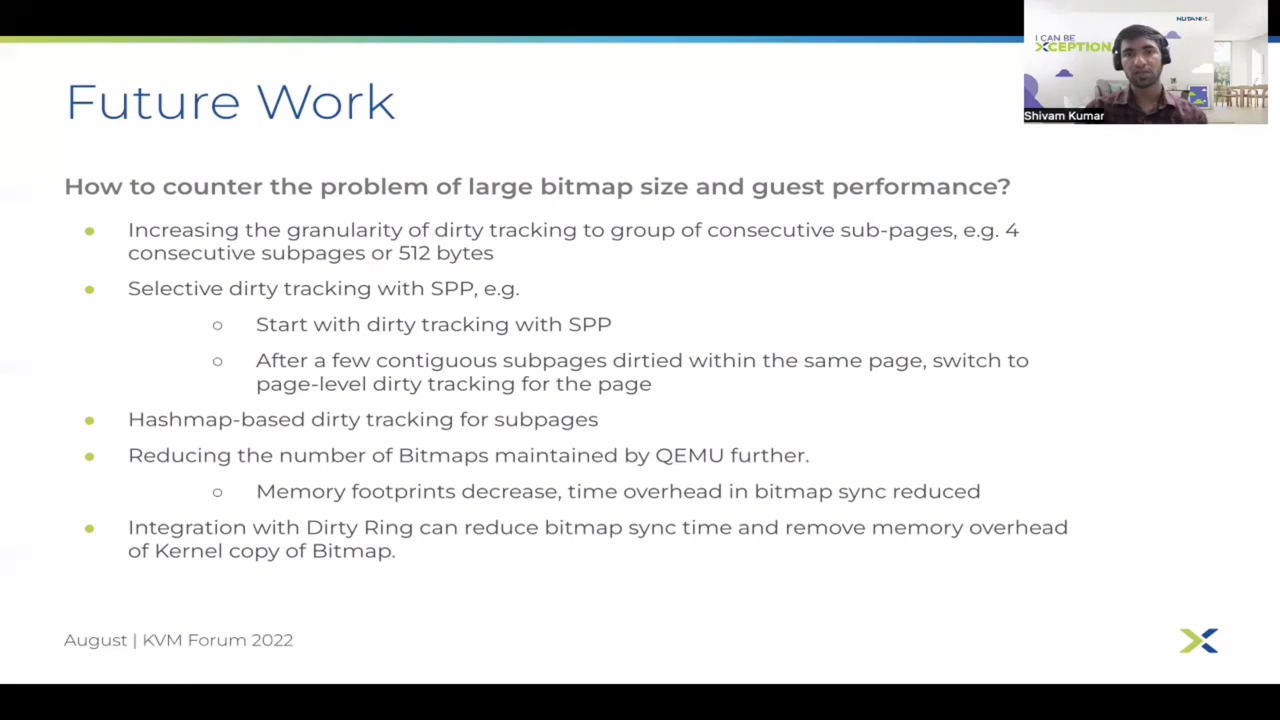 NUTANIX
I CAN BE
XCEPTION
Shivam Kumar
Future Work
How to counter the problem of large bitmap size and guest performance?
● Increasing the granularity of dirty tracking to group of consecutive sub-pages, e.g. 4
consecutive subpages or 512 bytes
● Selective dirty tracking with SPP, e.g.
○ Start with dirty tracking with SPP
○ After a few contiguous subpages dirtied within the same page, switch to
page-level dirty tracking for the page
● Hashmap-based dirty tracking for subpages
● Reducing the number of Bitmaps maintained by QEMU further.
○ Memory footprints decrease, time overhead in bitmap sync reduced
● Integration with Dirty Ring can reduce bitmap sync time and remove memory overhead
of Kernel copy of Bitmap.
August | KVM Forum 2022